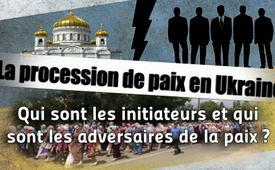 La procession de paix en Ukraine
Qui sont les initiateurs et qui
sont les adversaires de la paix ?